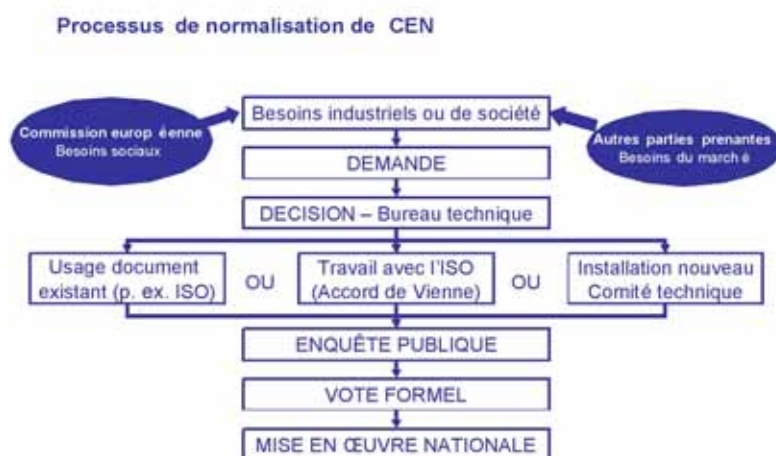 Processus de normalisation de CEN
Besoins industriels ou de société
Commission europ éenne
Besoins sociaux
Autres parties prenantes
Besoins du march é
DEMANDE
DECISION – Bureau technique
Usage document
existant (p. ex. ISO)
OU
Travail avec l'ISO
(Accord de Vienne)
OU
Installation nouveau
Comité technique
ENQUÊTE PUBLIQUE
VOTE FORMEL
MISE EN ŒUVRE NATIONALE